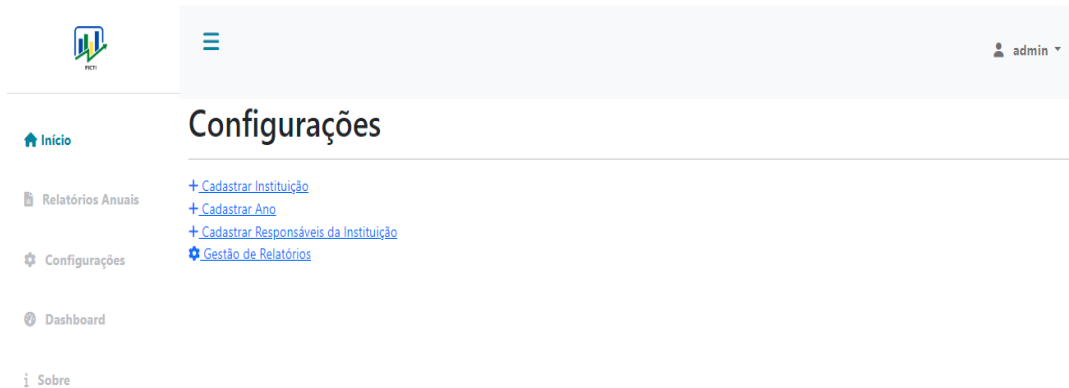 FICTI
admin
Configurações
Início
Relatórios Anuais
Configurações
Dashboard
Sobre
Cadastrar Instituição
Cadastrar Ano
Cadastrar Responsáveis da Instituição
Gestão de Relatórios